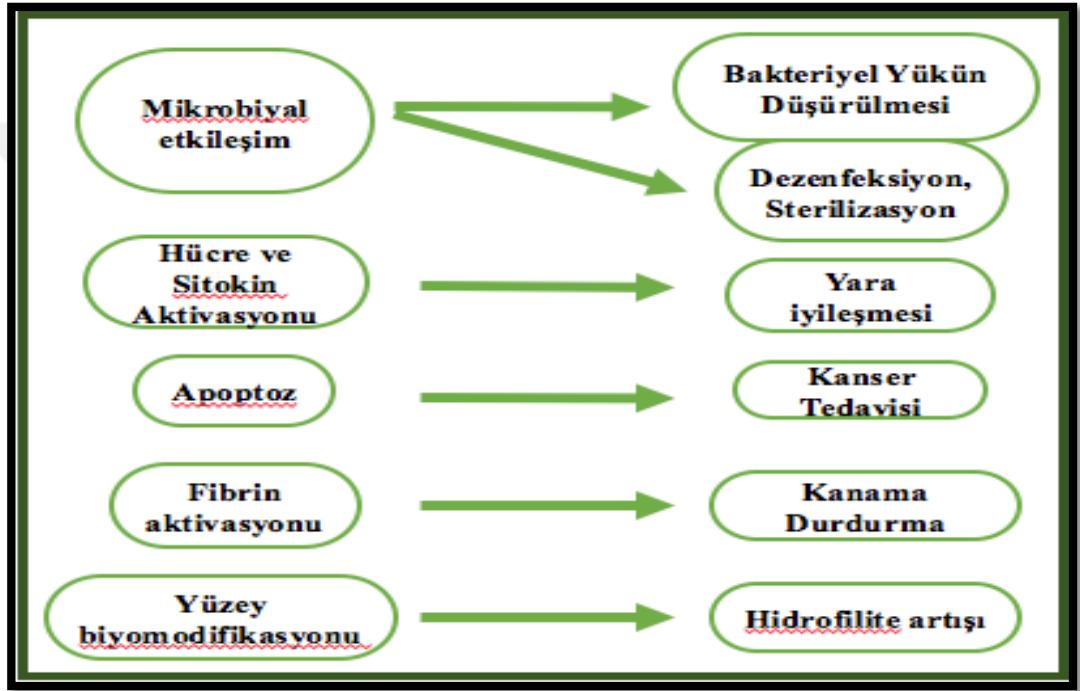 Mikrobiyal
etkileşim
Bakteriyel Yükün
Düşürülmesi
Dezenfeksiyon,
Sterilizasyon
Hücre ve
Sitokin
Aktivasyonu
Yara
iyileşmesi
Apoptoz
Kanser
Tedavisi
Fibrin
aktivasyonu
Kanama
Durdurma
Yüzey
biyomodifikasyonu
Hidrofilite artışı